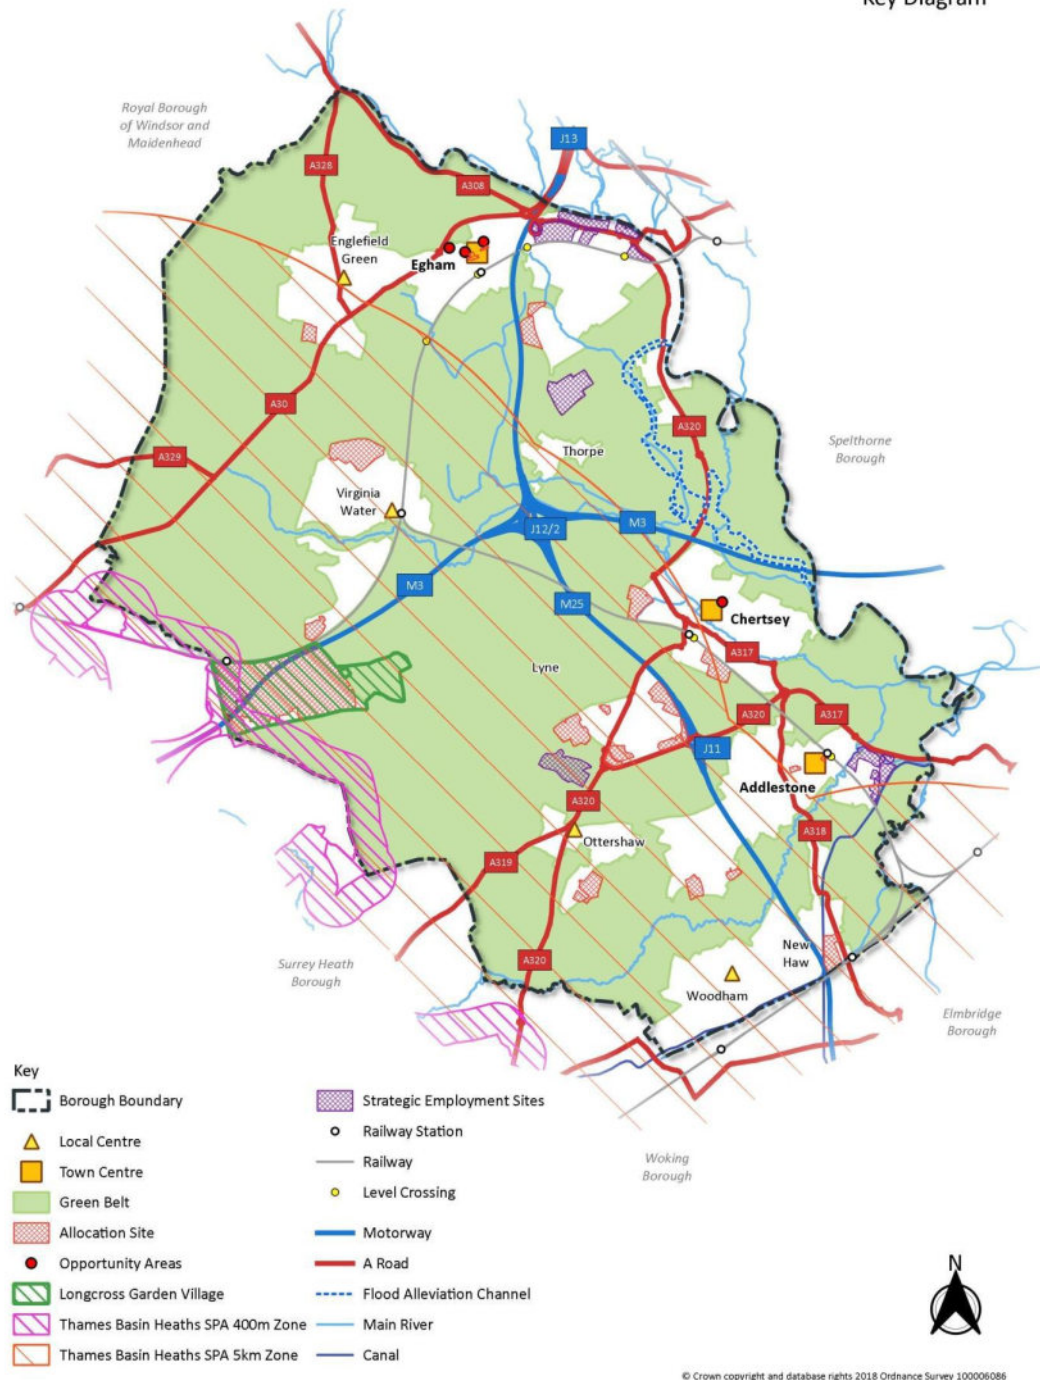 Key Diagram
Royal Borough
of Windsor and
Maidenhead
J13
A328
A308
Englefield
Green
Egham
A30
A320
A329
Thorpe
Spelthorne
Borough
Virginia
Water
J12/2
M3
M3
M25
Chertsey
A317
Lyne
A320
A317
J11
Addlestone
A320
A318
Ottershaw
A319
New
Haw
A320
Surrey Heath
Borough
Woodham
Elmbridge
Borough
Woking
Borough
Key
Borough Boundary
Local Centre
Town Centre
Green Belt
Allocation Site
Opportunity Areas
Longcross Garden Village
Thames Basin Heaths SPA 400m Zone
Thames Basin Heaths SPA 5km Zone
Strategic Employment Sites
Railway Station
Railway
Level Crossing
Motorway
A Road
Flood Alleviation Channel
Main River
Canal
N
© Crown copyright and database rights 2018 Ordnance Survey 100006086